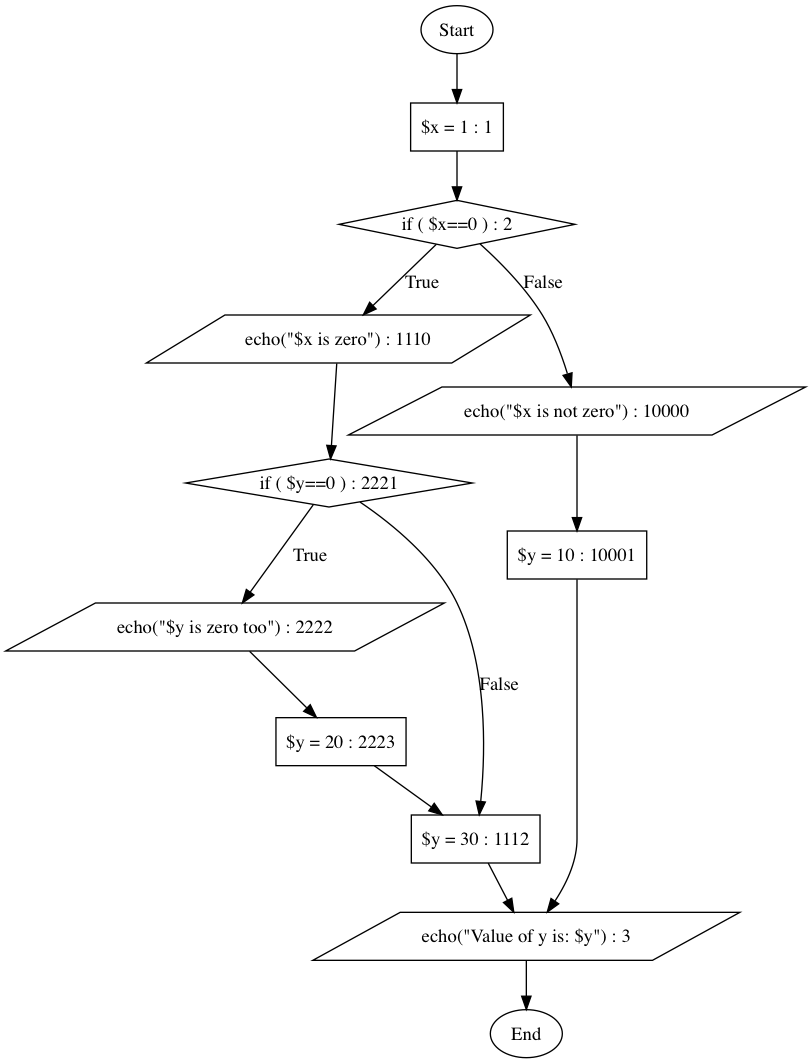 Start
$x = 1 : 1
if ( $x==0 ) : 2
True
False
echo("$x is zero") : 1110
echo("$x is not zero") : 10000
if ( $y==0 ) : 2221
True
$y = 10 : 10001
echo("$y is zero too") : 2222
False
$y = 20 : 2223
$y = 30 : 1112
echo("Value of y is: $y") : 3
End